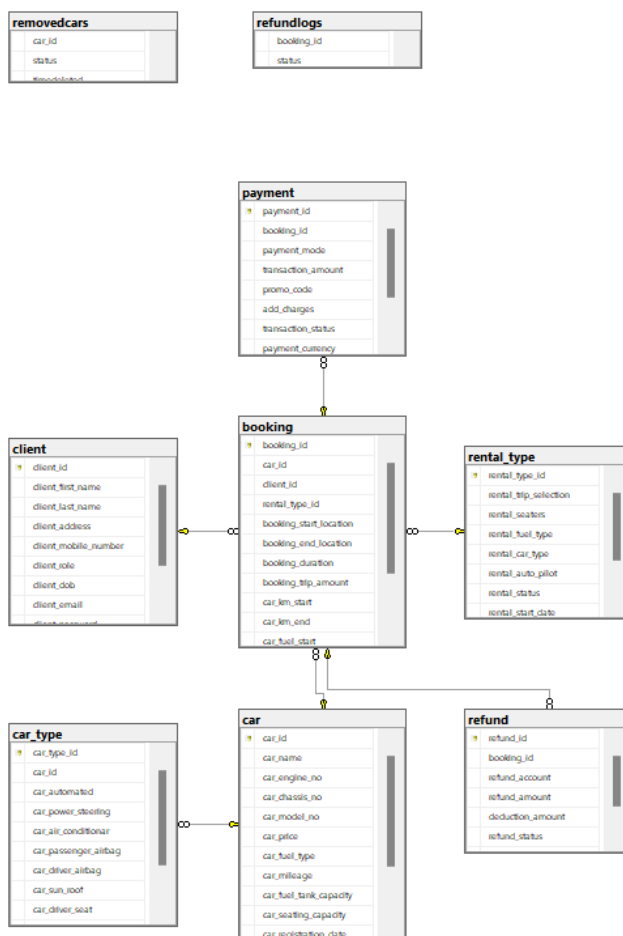 removedcars
car_id
status
timedeleted
refundlogs
booking_id
status
payment
payment_id
booking_id
payment_mode
transaction_amount
promo_code
add_charges
transaction_status
payment_currency
booking
booking_id
car_id
client_id
rental_type_id
booking_start_location
booking_end_location
booking_duration
booking_trip_amount
car_km_start
car_km_end
car_fuel_start
client
client_id
client_first_name
client_last_name
client_address
client_mobile_number
client_role
client_dob
client_email
client_password
rental_type
rental_type_id
rental_trip_selection
rental_seaters
rental_fuel_type
rental_car_type
rental_auto_pilot
rental_status
rental_start_date
car_type
car_type_id
car_id
car_automated
car_power_steering
car_air_conditionar
car_passenger_airbag
car_driver_airbag
car_sun_roof
car_driver_seat
car
car_id
car_name
car_engine_no
car_chassis_no
car_model_no
car_price
car_fuel_type
car_mileage
car_fuel_tank_capacity
car_seating_capacity
car_registration_date
refund
refund_id
booking_id
refund_account
refund_amount
deduction_amount
refund_status